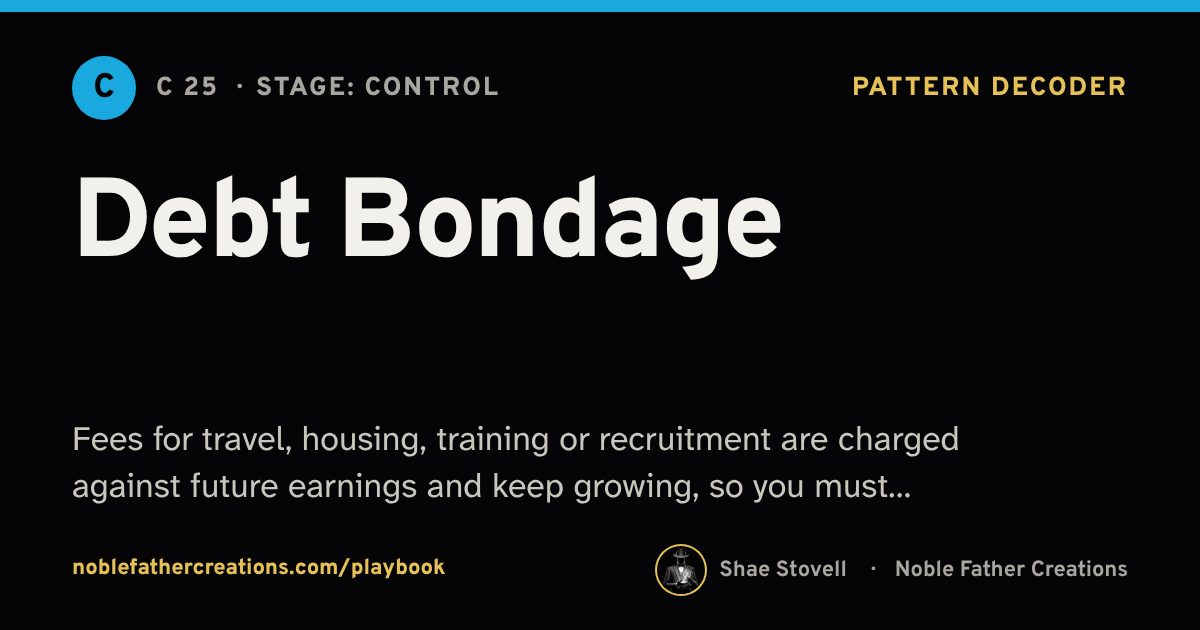 C
C 25 · STAGE: CONTROL
PATTERN DECODER
Debt Bondage
Fees for travel, housing, training or recruitment are charged
against future earnings and keep growing, so you must...
noblefathercreations.com/playbook
Shae Stovell · Noble Father Creations